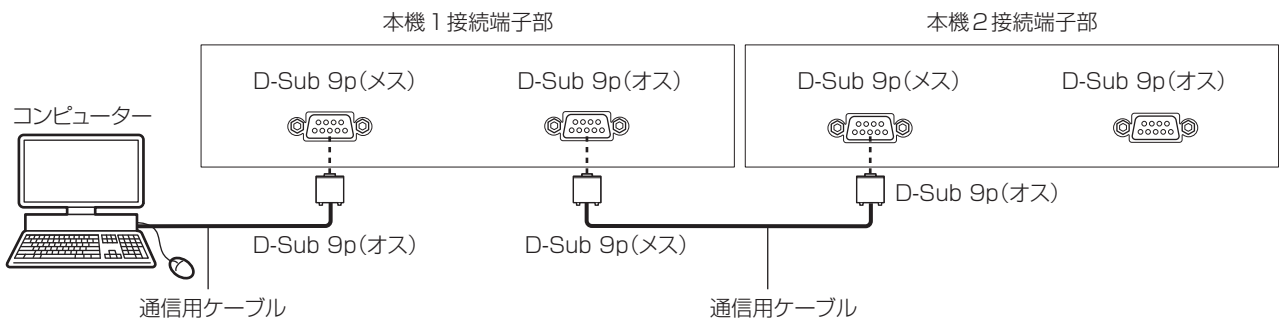 本機1接続端子部
本機2接続端子部
D-Sub 9p(メス)
D-Sub 9p(オス)
D-Sub 9p(メス)
D-Sub 9p(オス)
コンピューター
D-Sub 9p(オス)
D-Sub 9p(メス)
D-Sub 9p(オス)
通信用ケーブル
通信用ケーブル